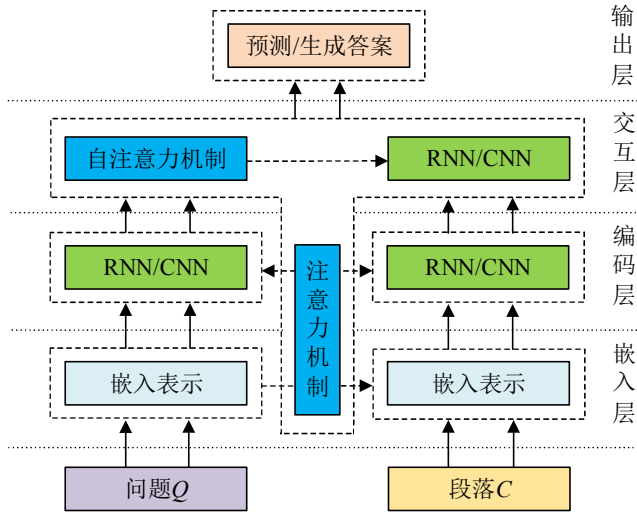 预测/生成答案
输出层
自注意力机制
RNN/CNN
交互层
RNN/CNN
注意力机制
RNN/CNN
编码层
嵌入表示
嵌入表示
嵌入层
问题Q
段落C